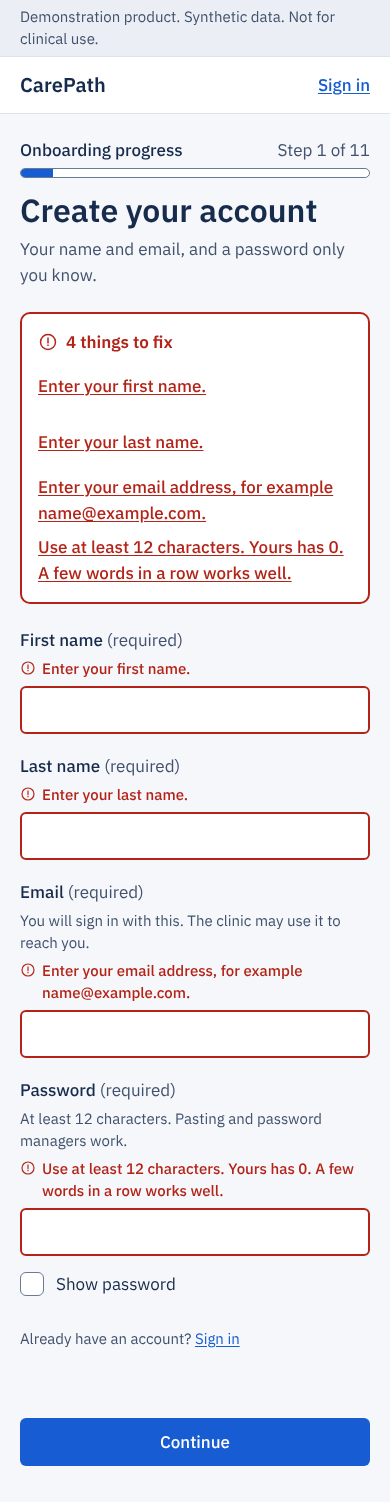 Demonstration product. Synthetic data. Not for
clinical use.
CarePath
Sign in
Onboarding progress
Step 1 of 11
Create your account
Your name and email, and a password only
you know.
4 things to fix
Enter your first name.
Enter your last name.
Enter your email address, for example
name@example.com.
Use at least 12 characters. Yours has 0.
A few words in a row works well.
First name (required)
Enter your first name.
Last name (required)
Enter your last name.
Email (required)
You will sign in with this. The clinic may use it to
reach you.
Enter your email address, for example
name@example.com.
Password (required)
At least 12 characters. Pasting and password
managers work.
Use at least 12 characters. Yours has 0. A few
words in a row works well.
Show password
Already have an account? Sign in
Continue